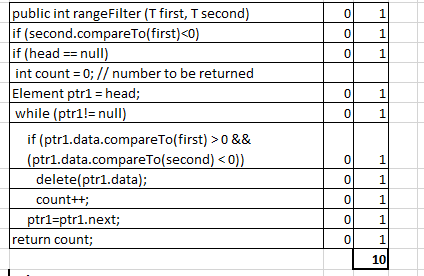 public int rangeFilter (T first, T second) 0 1
if (second.compareTo(first)<0) 0 1
if (head == null) 0 1
int count = 0; // number to be returned
Element ptr1 = head; 0 1
while (ptr1!= null) 0 1
if (ptr1.data.compareTo(first) >0 &&
(ptr1.data.compareTo(second) <0)) 0 1
delete(ptr1.data); 0 1
count++; 0 1
ptr1=ptr1.next; 0 1
return count; 0 1
10